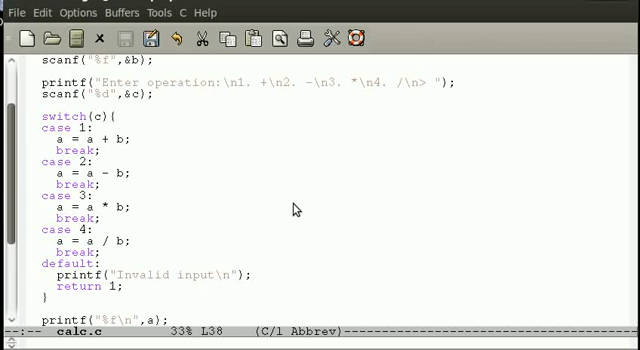 File Edit Options Buffers Tools C Help
scanf("%f",&b);
printf("Enter operation:\n1. +\n2. -\n3. *\n4. /\n> ");
scanf("%d",&c);
switch(c){
case 1:
a = a + b;
break;
case 2:
a = a - b;
break;
case 3:
a = a * b;
break;
case 4:
a = a / b;
break;
default:
printf("Invalid input\n");
return 1;
}
printf("%f\n",a);
--:-- calc.c 33% L38 (C/l Abbrev)